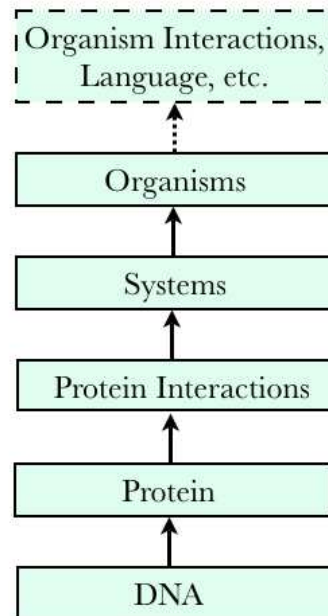 Organism Interactions,
Language, etc.
Organisms
Systems
Protein Interactions
Protein
DNA